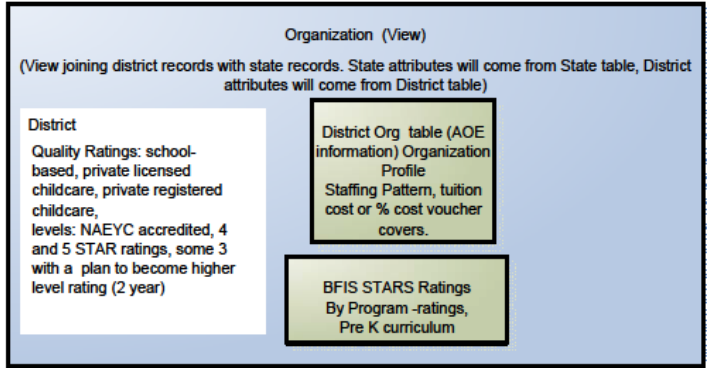 Organization (View)
(View joining district records with state records. State attributes will come from State table, District
attributes will come from District table)
District
Quality Ratings: school-
based, private licensed
childcare, private registered
childcare,
levels: NAEYC accredited, 4
and 5 STAR ratings, some 3
with a plan to become higher
level rating (2 year)
District Org table (AOE
information) Organization
Profile
Staffing Pattern, tuition
cost or % cost voucher
covers.
BFIS STARS Ratings
By Program -ratings,
Pre K curriculum